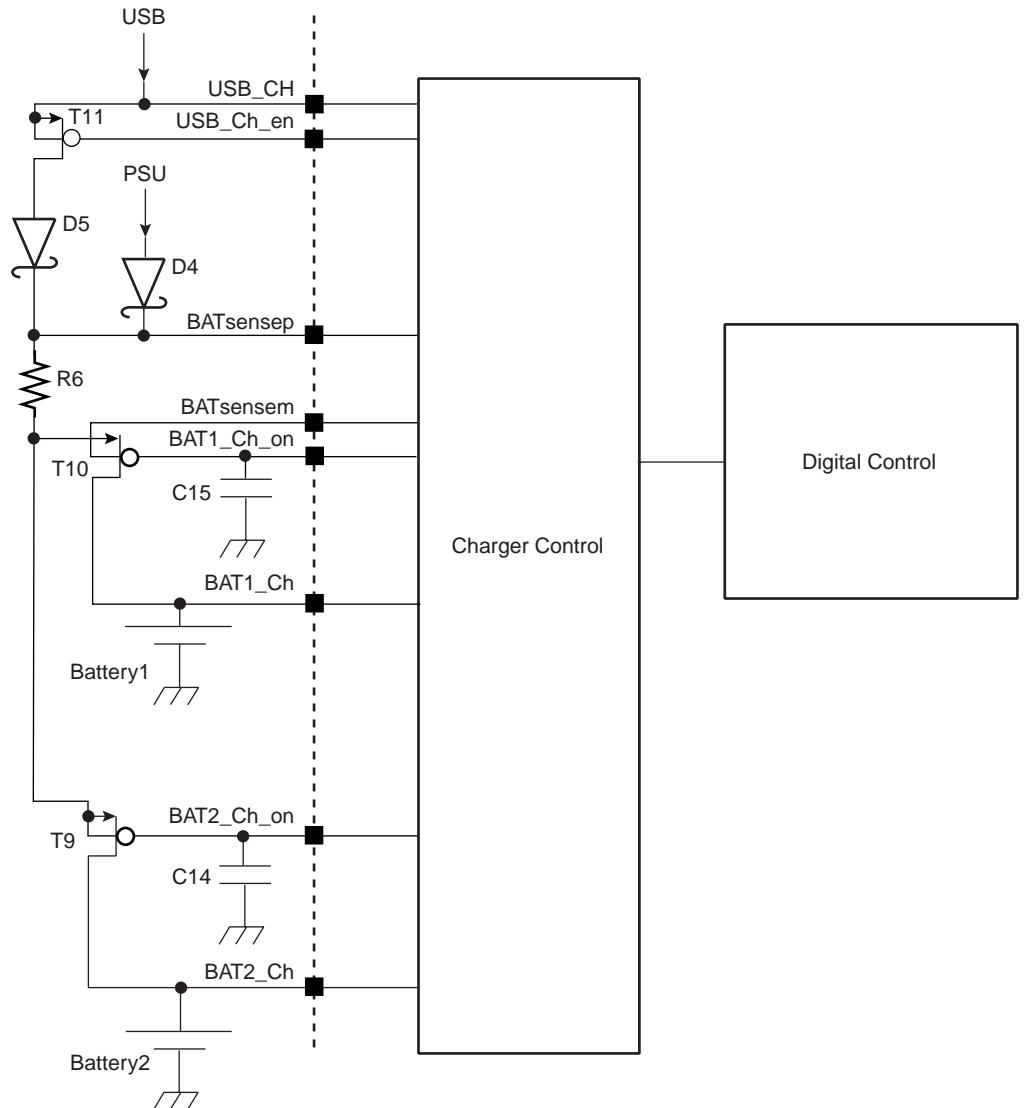 USB
USB_CH
T11
USB_Ch_en
PSU
D5
D4
BATsensep
R6
BATsensem
BAT1_Ch_on
T10
C15
Digital Control
Charger Control
BAT1_Ch
Battery1
BAT2_Ch_on
T9
C14
BAT2_Ch
Battery2